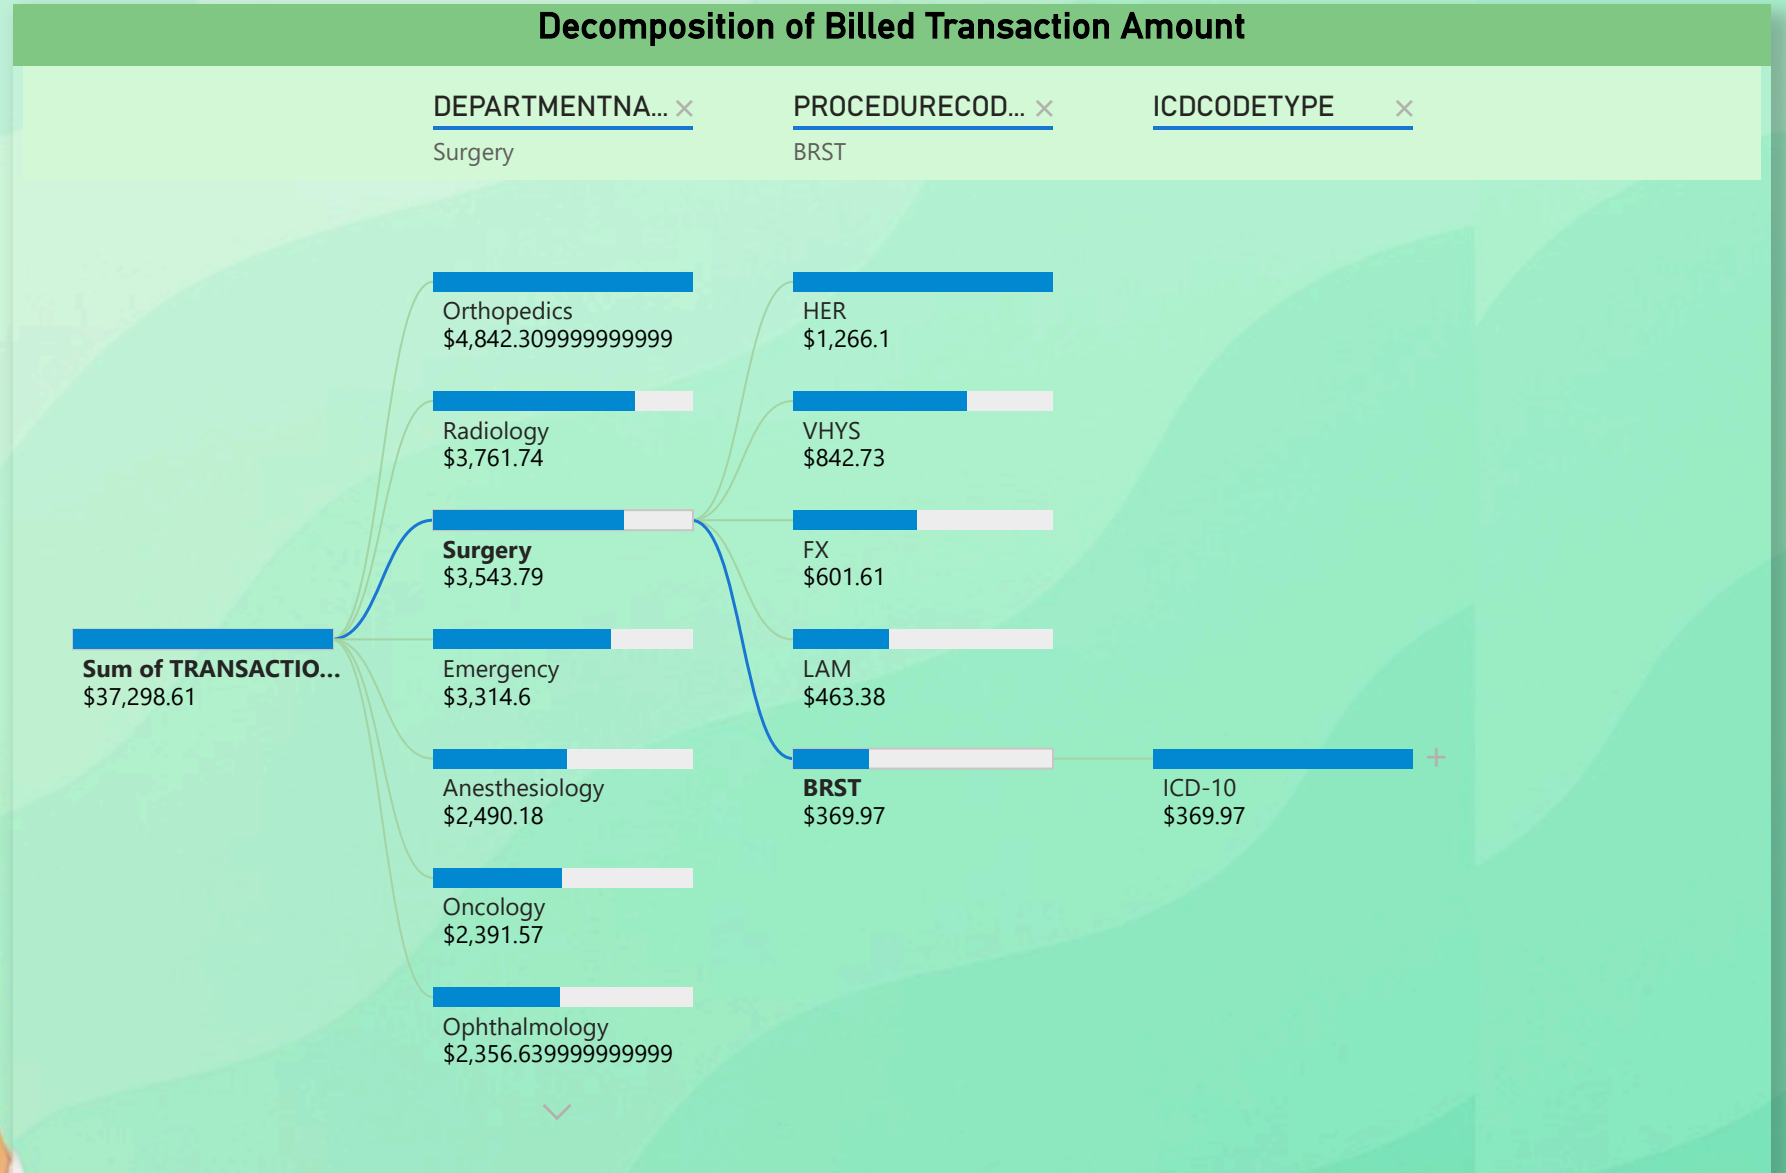 Decomposition of Billed Transaction Amount
DEPARTMENTNA...
Surgery
PROCEDURECOD...
BRST
ICDCODETYPE
Sum of TRANSACTIO...
$37,298.61
Orthopedics
$4,842.309999999999
Radiology
$3,761.74
Surgery
$3,543.79
Emergency
$3,314.6
Anesthesiology
$2,490.18
Oncology
$2,391.57
Ophthalmology
$2,356.639999999999
HER
$1,266.1
VHYS
$842.73
FX
$601.61
LAM
$463.38
BRST
$369.97
ICD-10
$369.97